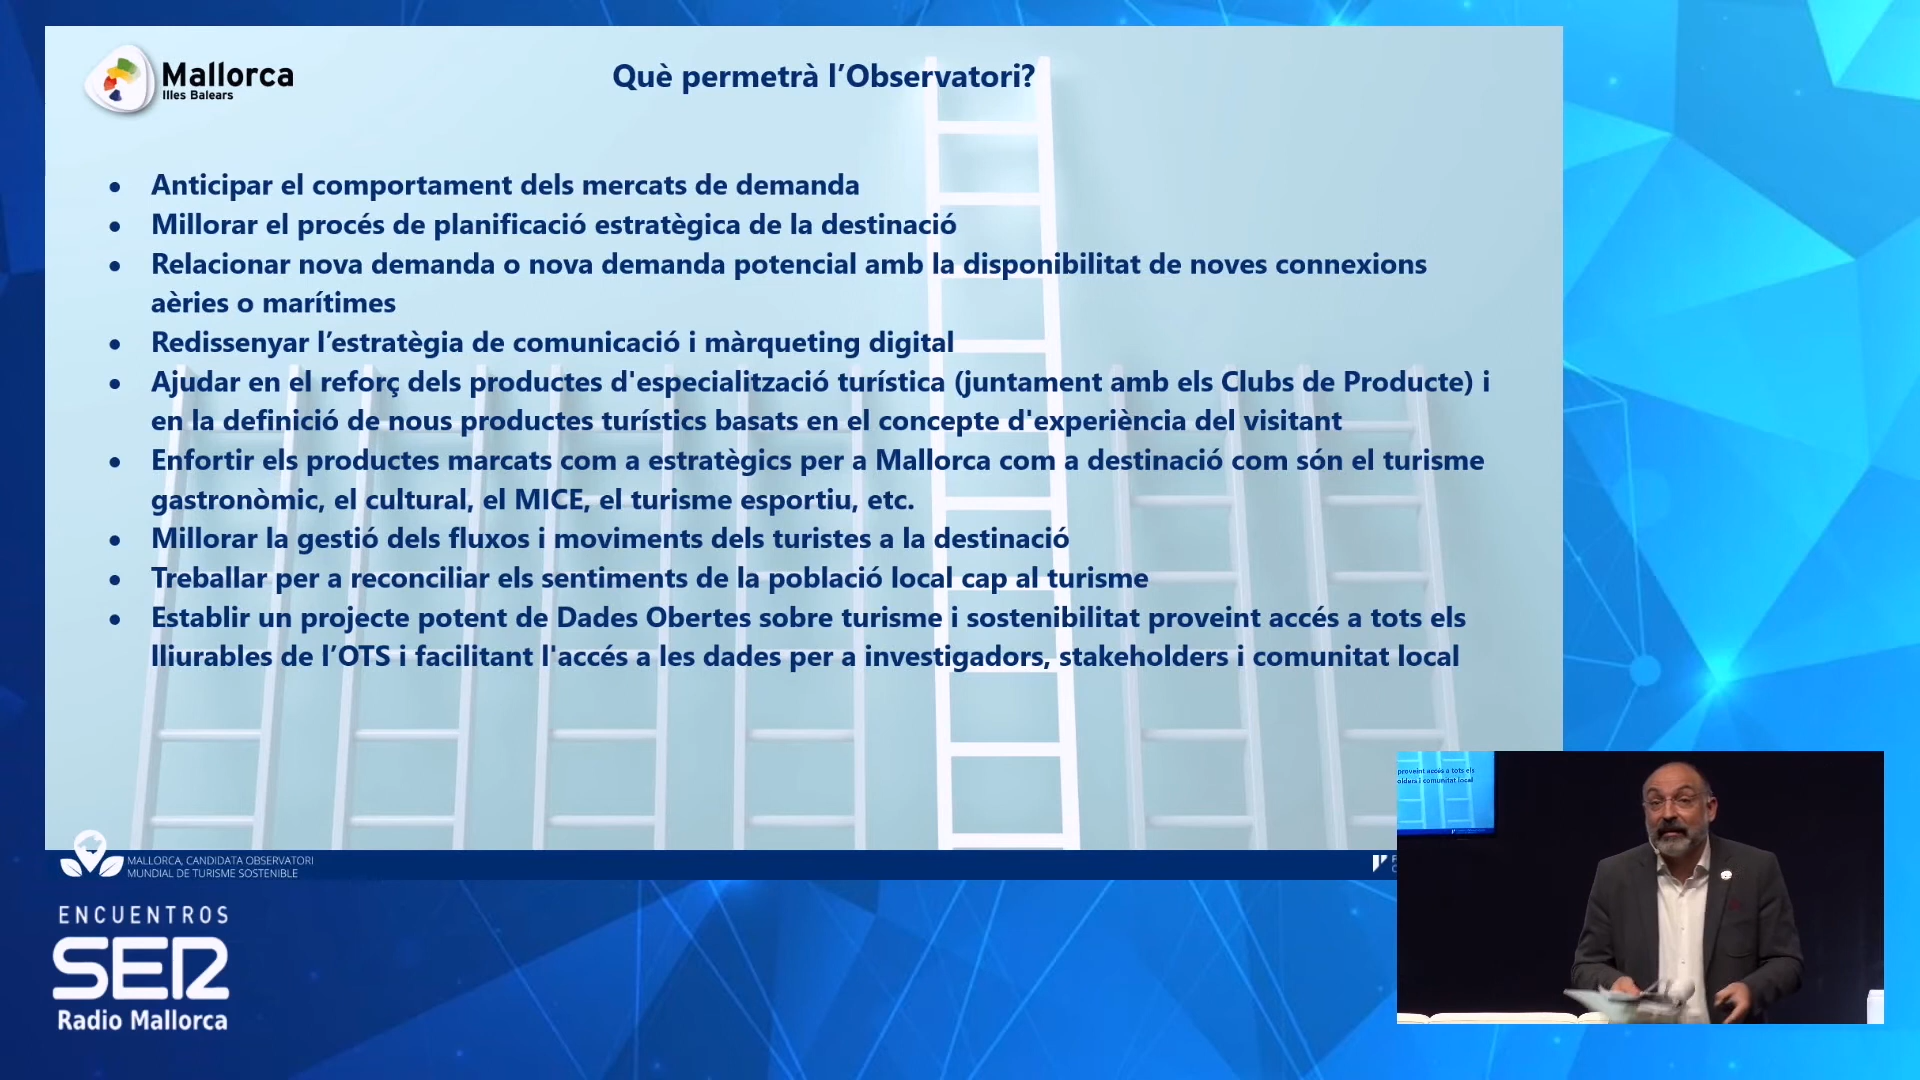 Mallorca
Illes Balears
Què permetrà l’Observatori?
• Anticipar el comportament dels mercats de demanda
• Millorar el procés de planificació estratègica de la destinació
• Relacionar nova demanda o nova demanda potencial amb la disponibilitat de noves connexions
aèries o marítimes
• Redissenyar l’estratègia de comunicació i màrqueting digital
• Ajudar en el reforç dels productes d'especialització turística (juntament amb els Clubs de Producte) i
en la definició de nous productes turístics basats en el concepte d'experiència del visitant
• Enfortir els productes marcats com a estratègics per a Mallorca com a destinació com són el turisme
gastronòmic, el cultural, el MICE, el turisme esportiu, etc.
• Millorar la gestió dels fluxos i moviments dels turistes a la destinació
• Treballar per a reconciliar els sentiments de la població local cap al turisme
• Establir un projecte potent de Dades Obertes sobre turisme i sostenibilitat proveint accés a tots els
lliurables de l’OTS i facilitant l'accés a les dades per a investigadors, stakeholders i comunitat local
MALLORCA, CANDIDATA OBSERVATORI
MUNDIAL DE TURISME SOSTENIBLE
proveint accés a tots els
olders i comunitat local
ENCUENTROS
SER
Radio Mallorca